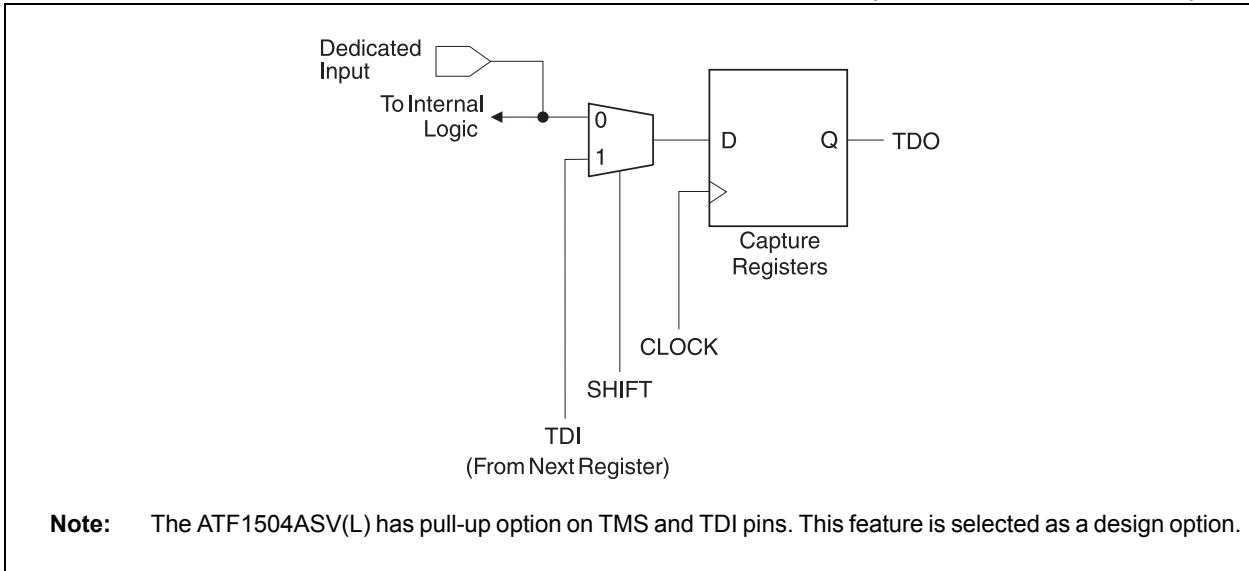 Dedicated
Input
To Internal
Logic
0
1
D
Q
TDO
Capture
Registers
CLOCK
SHIFT
TDI
(From Next Register)
Note: The ATF1504ASV(L) has pull-up option on TMS and TDI pins. This feature is selected as a design option.